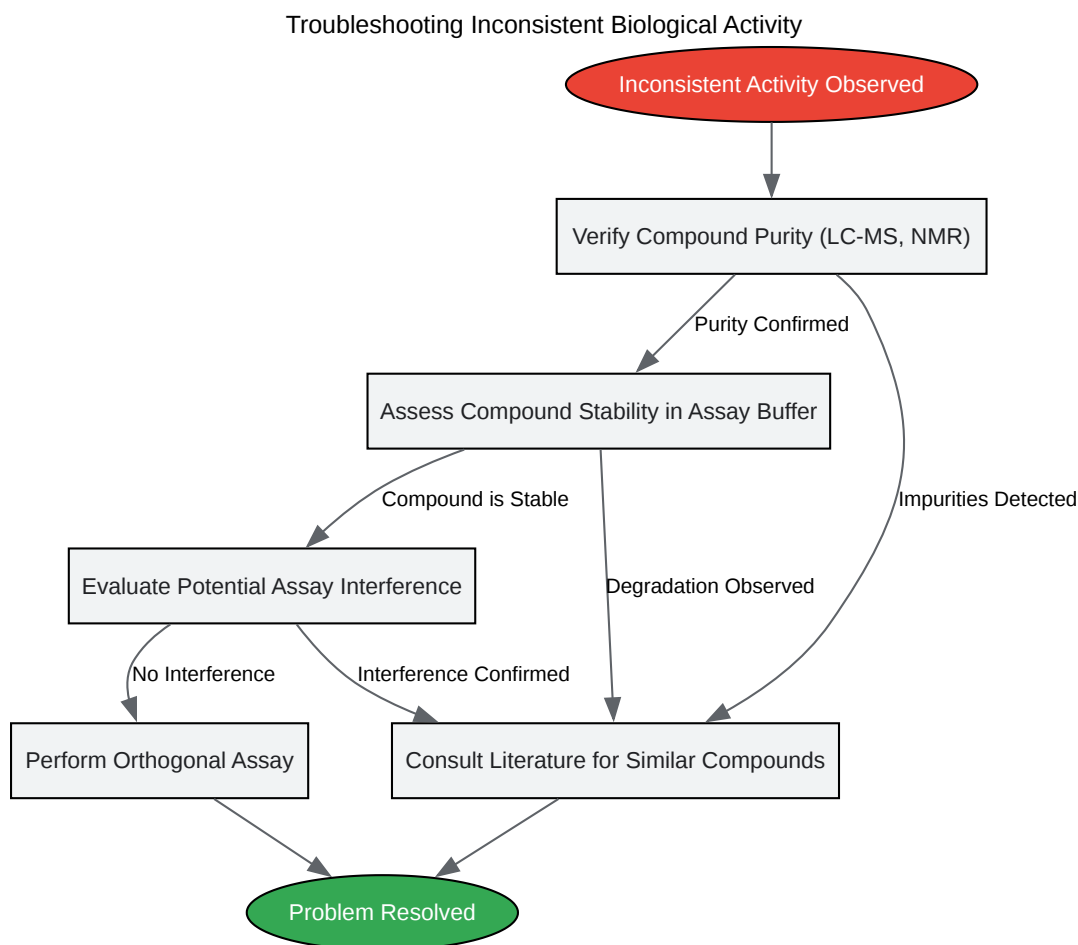 Troubleshooting Inconsistent Biological Activity
Inconsistent Activity Observed
Verify Compound Purity (LC-MS, NMR)
Purity Confirmed
Assess Compound Stability in Assay Buffer
Compound is Stable
Impurities Detected
Evaluate Potential Assay Interference
Degradation Observed
No Interference
Interference Confirmed
Perform Orthogonal Assay
Consult Literature for Similar Compounds
Problem Resolved